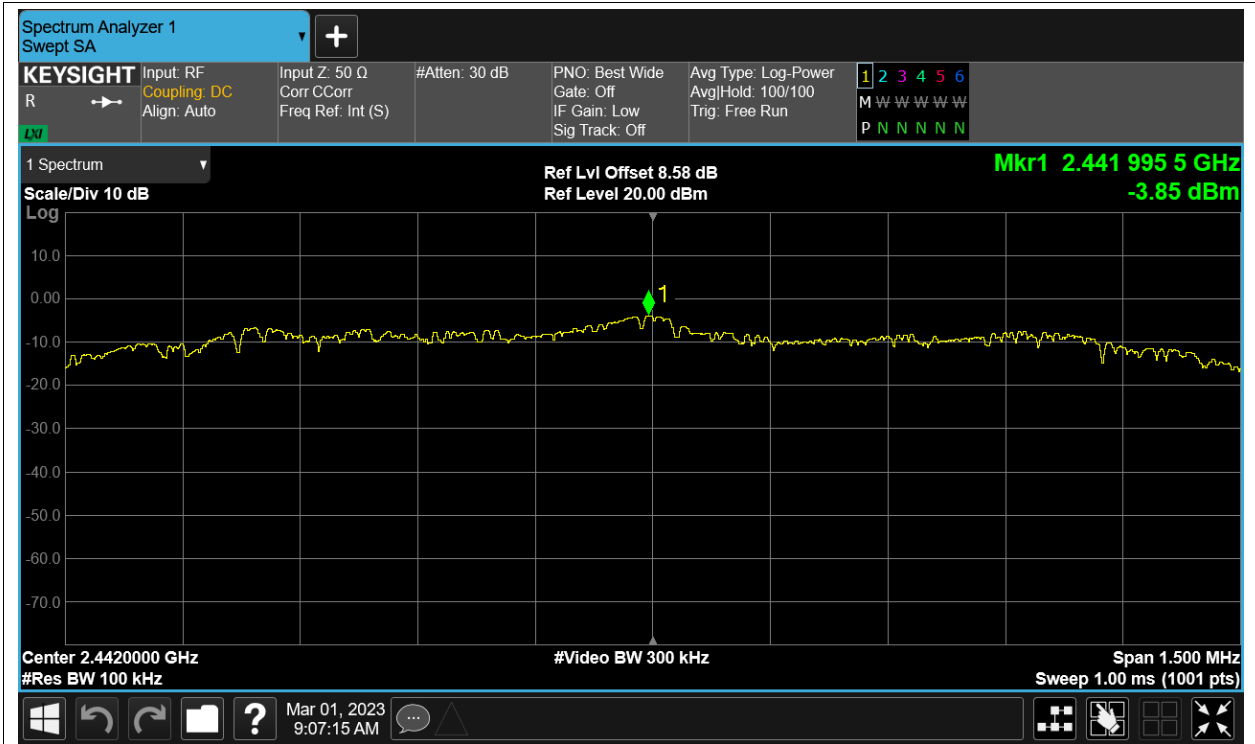 Spectrum Analyzer 1
Swept SA
KEYSIGHT
R
LXI
Input: RF
Coupling: DC
Align: Auto
Input Z: 50 Ω
Corr CCorr
Freq Ref: Int (S)
#Atten: 30 dB
PNO: Best Wide
Gate: Off
IF Gain: Low
Sig Track: Off
Avg Type: Log-Power
Avg|Hold: 100/100
Trig: Free Run
1 2 3 4 5 6
M W W W W W
P N N N N N
1 Spectrum
Scale/Div 10 dB
Log
Ref Lvl Offset 8.58 dB
Ref Level 20.00 dBm
Mkr1 2.441 995 5 GHz
-3.85 dBm
10.0
0.00
1
-10.0
-20.0
-30.0
-40.0
-50.0
-60.0
-70.0
Center 2.4420000 GHz
#Video BW 300 kHz
Span 1.500 MHz
#Res BW 100 kHz
Sweep 1.00 ms (1001 pts)
?
Mar 01, 2023
9:07:15 AM